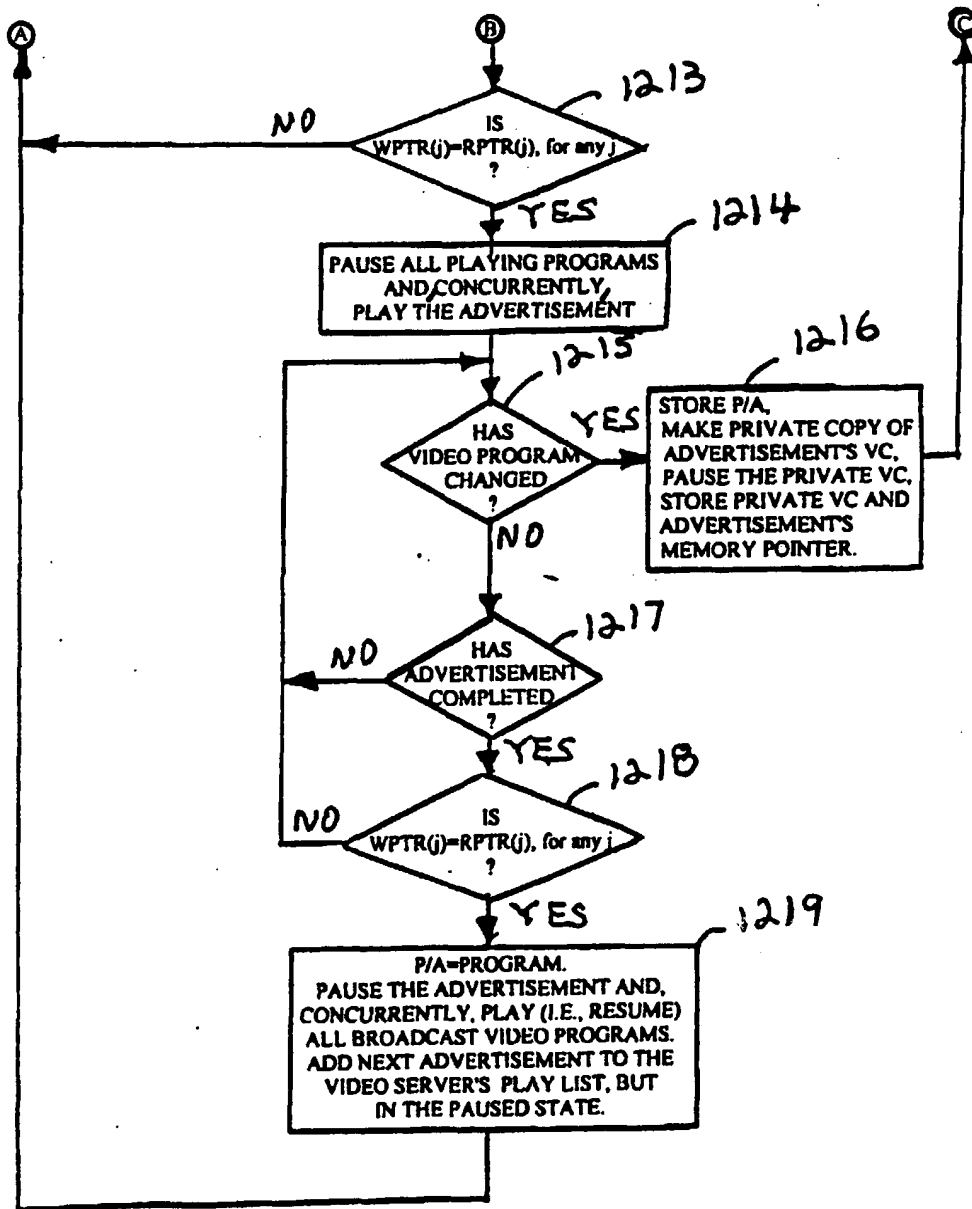 A
B
C
1213
NO
IS
WPTR(j)=RPTR(j), for any j
?
YES
1214
PAUSE ALL PLAYING PROGRAMS
AND, CONCURRENTLY,
PLAY THE ADVERTISEMENT
1215
1216
HAS
VIDEO PROGRAM
CHANGED
?
YES
STORE P/A,
MAKE PRIVATE COPY OF
ADVERTISEMENT'S VC,
PAUSE THE PRIVATE VC,
STORE PRIVATE VC AND
ADVERTISEMENT'S
MEMORY POINTER.
NO
1217
NO
HAS
ADVERTISEMENT
COMPLETED
?
YES
1218
NO
IS
WPTR(j)=RPTR(j), for any j
?
YES
1219
P/A=PROGRAM.
PAUSE THE ADVERTISEMENT AND,
CONCURRENTLY, PLAY (I.E., RESUME)
ALL BROADCAST VIDEO PROGRAMS.
ADD NEXT ADVERTISEMENT TO THE
VIDEO SERVER'S PLAY LIST, BUT
IN THE PAUSED STATE.